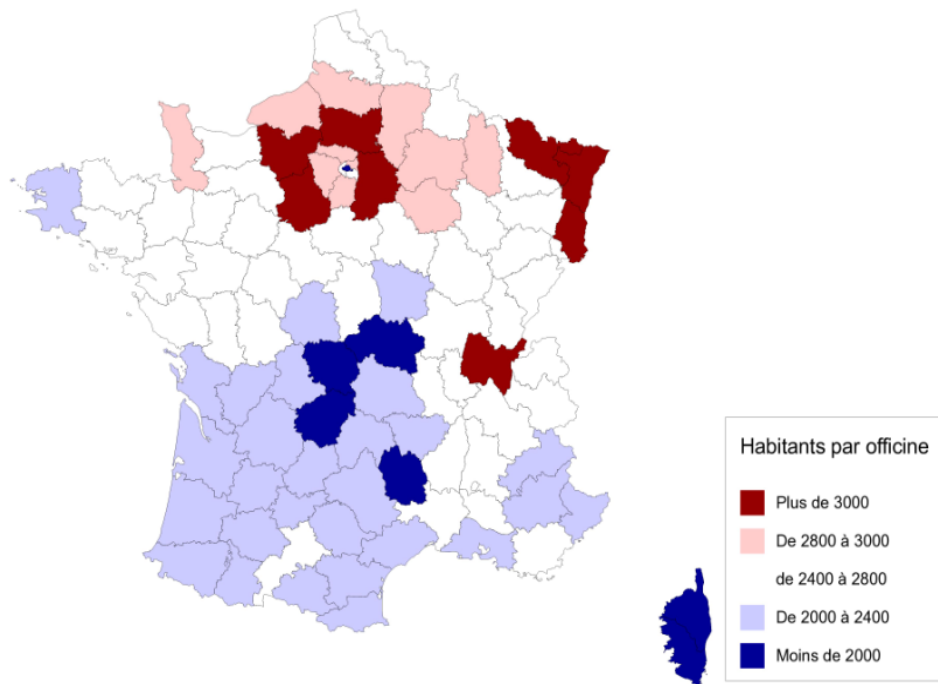 Habitants par officine
Plus de 3000
De 2800 à 3000
de 2400 à 2800
De 2000 à 2400
Moins de 2000